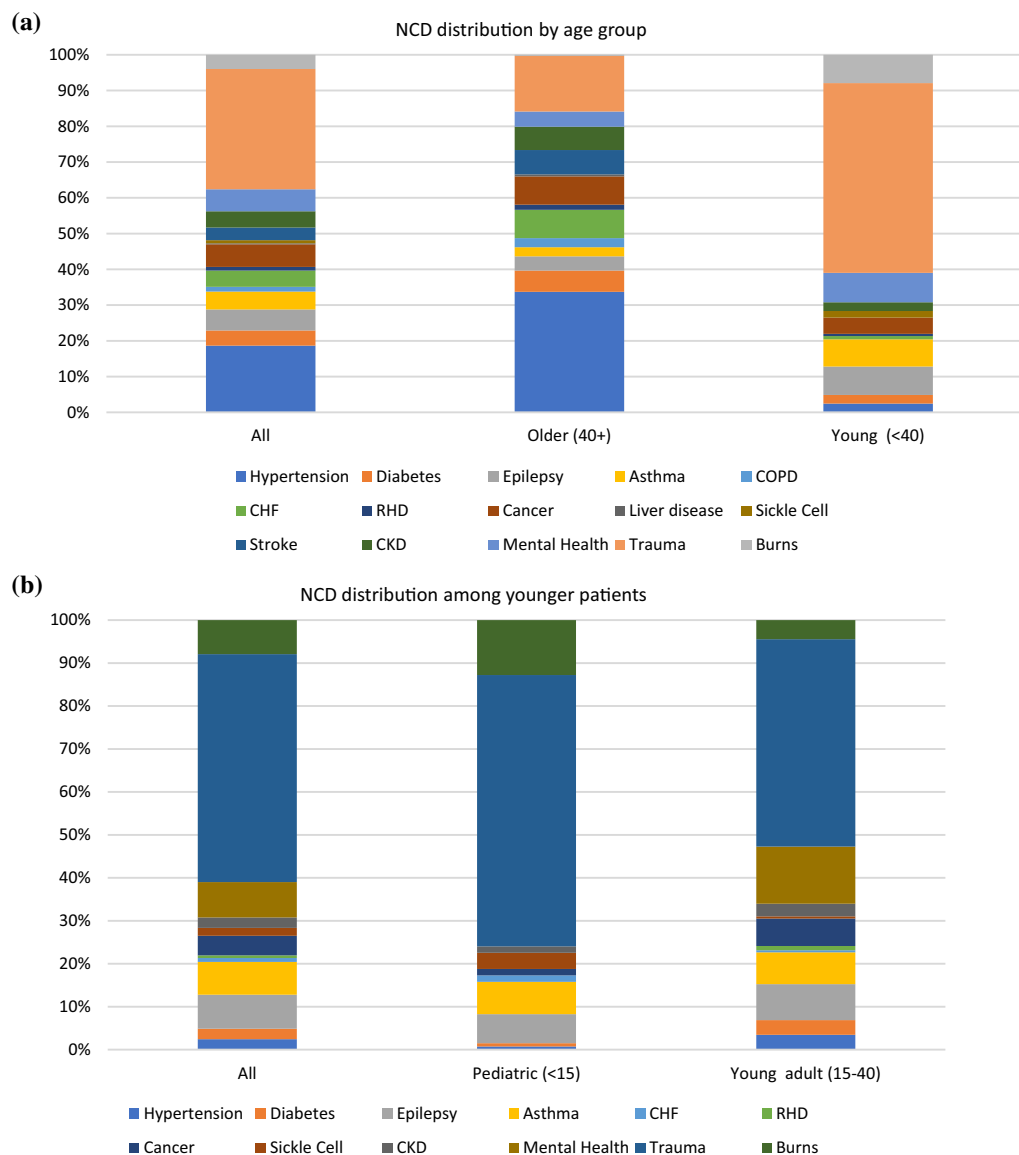 (a)
NCD distribution by age group
100%
90%
80%
70%
60%
50%
40%
30%
20%
10%
0%
All Older (40+) Young (<40)
Hypertension Diabetes Epilepsy Asthma COPD
CHF RHD Cancer Liver disease Sickle Cell
Stroke CKD Mental Health Trauma Burns
(b)
NCD distribution among younger patients
100%
90%
80%
70%
60%
50%
40%
30%
20%
10%
0%
All Pediatric (<15) Young adult (15-40)
Hypertension Diabetes Epilepsy Asthma CHF RHD
Cancer Sickle Cell CKD Mental Health Trauma Burns